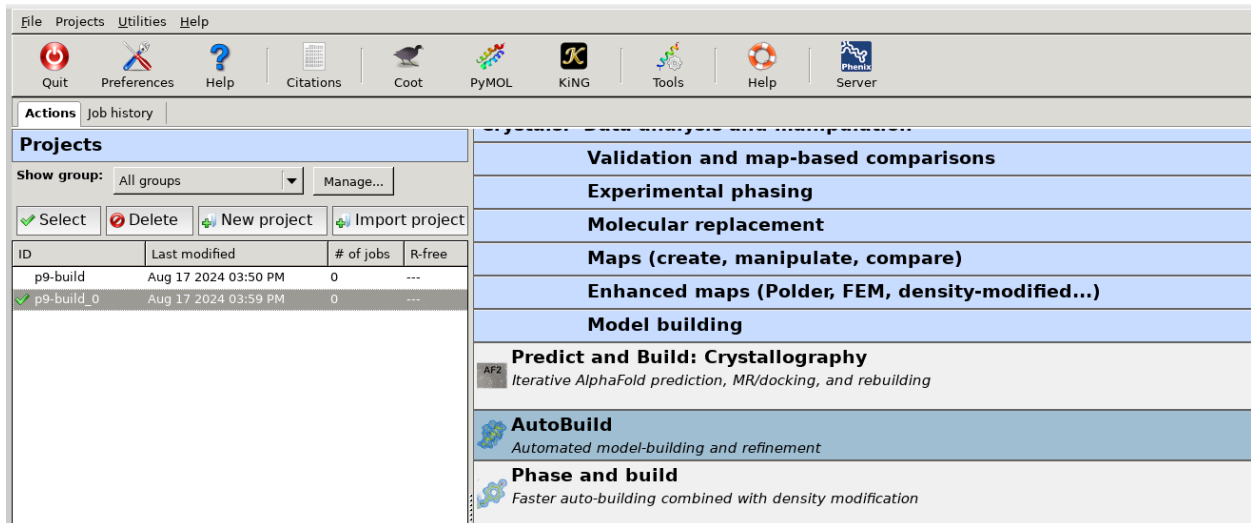 File Projects Utilities Help
Quit Preferences Help Citations Coot PyMOL KiNG Tools Help Server
Actions Job history
Projects
Show group: All groups Manage...
Select Delete New project Import project
ID Last modified # of jobs R-free
p9-build Aug 17 2024 03:50 PM 0 ---
p9-build_0 Aug 17 2024 03:59 PM 0 ---
Crystals: Data analysis and manipulation
Validation and map-based comparisons
Experimental phasing
Molecular replacement
Maps (create, manipulate, compare)
Enhanced maps (Polder, FEM, density-modified...)
Model building
AF2
Predict and Build: Crystallography
Iterative AlphaFold prediction, MR/docking, and rebuilding
AutoBuild
Automated model-building and refinement
Phase and build
Faster auto-building combined with density modification
K
Phenix